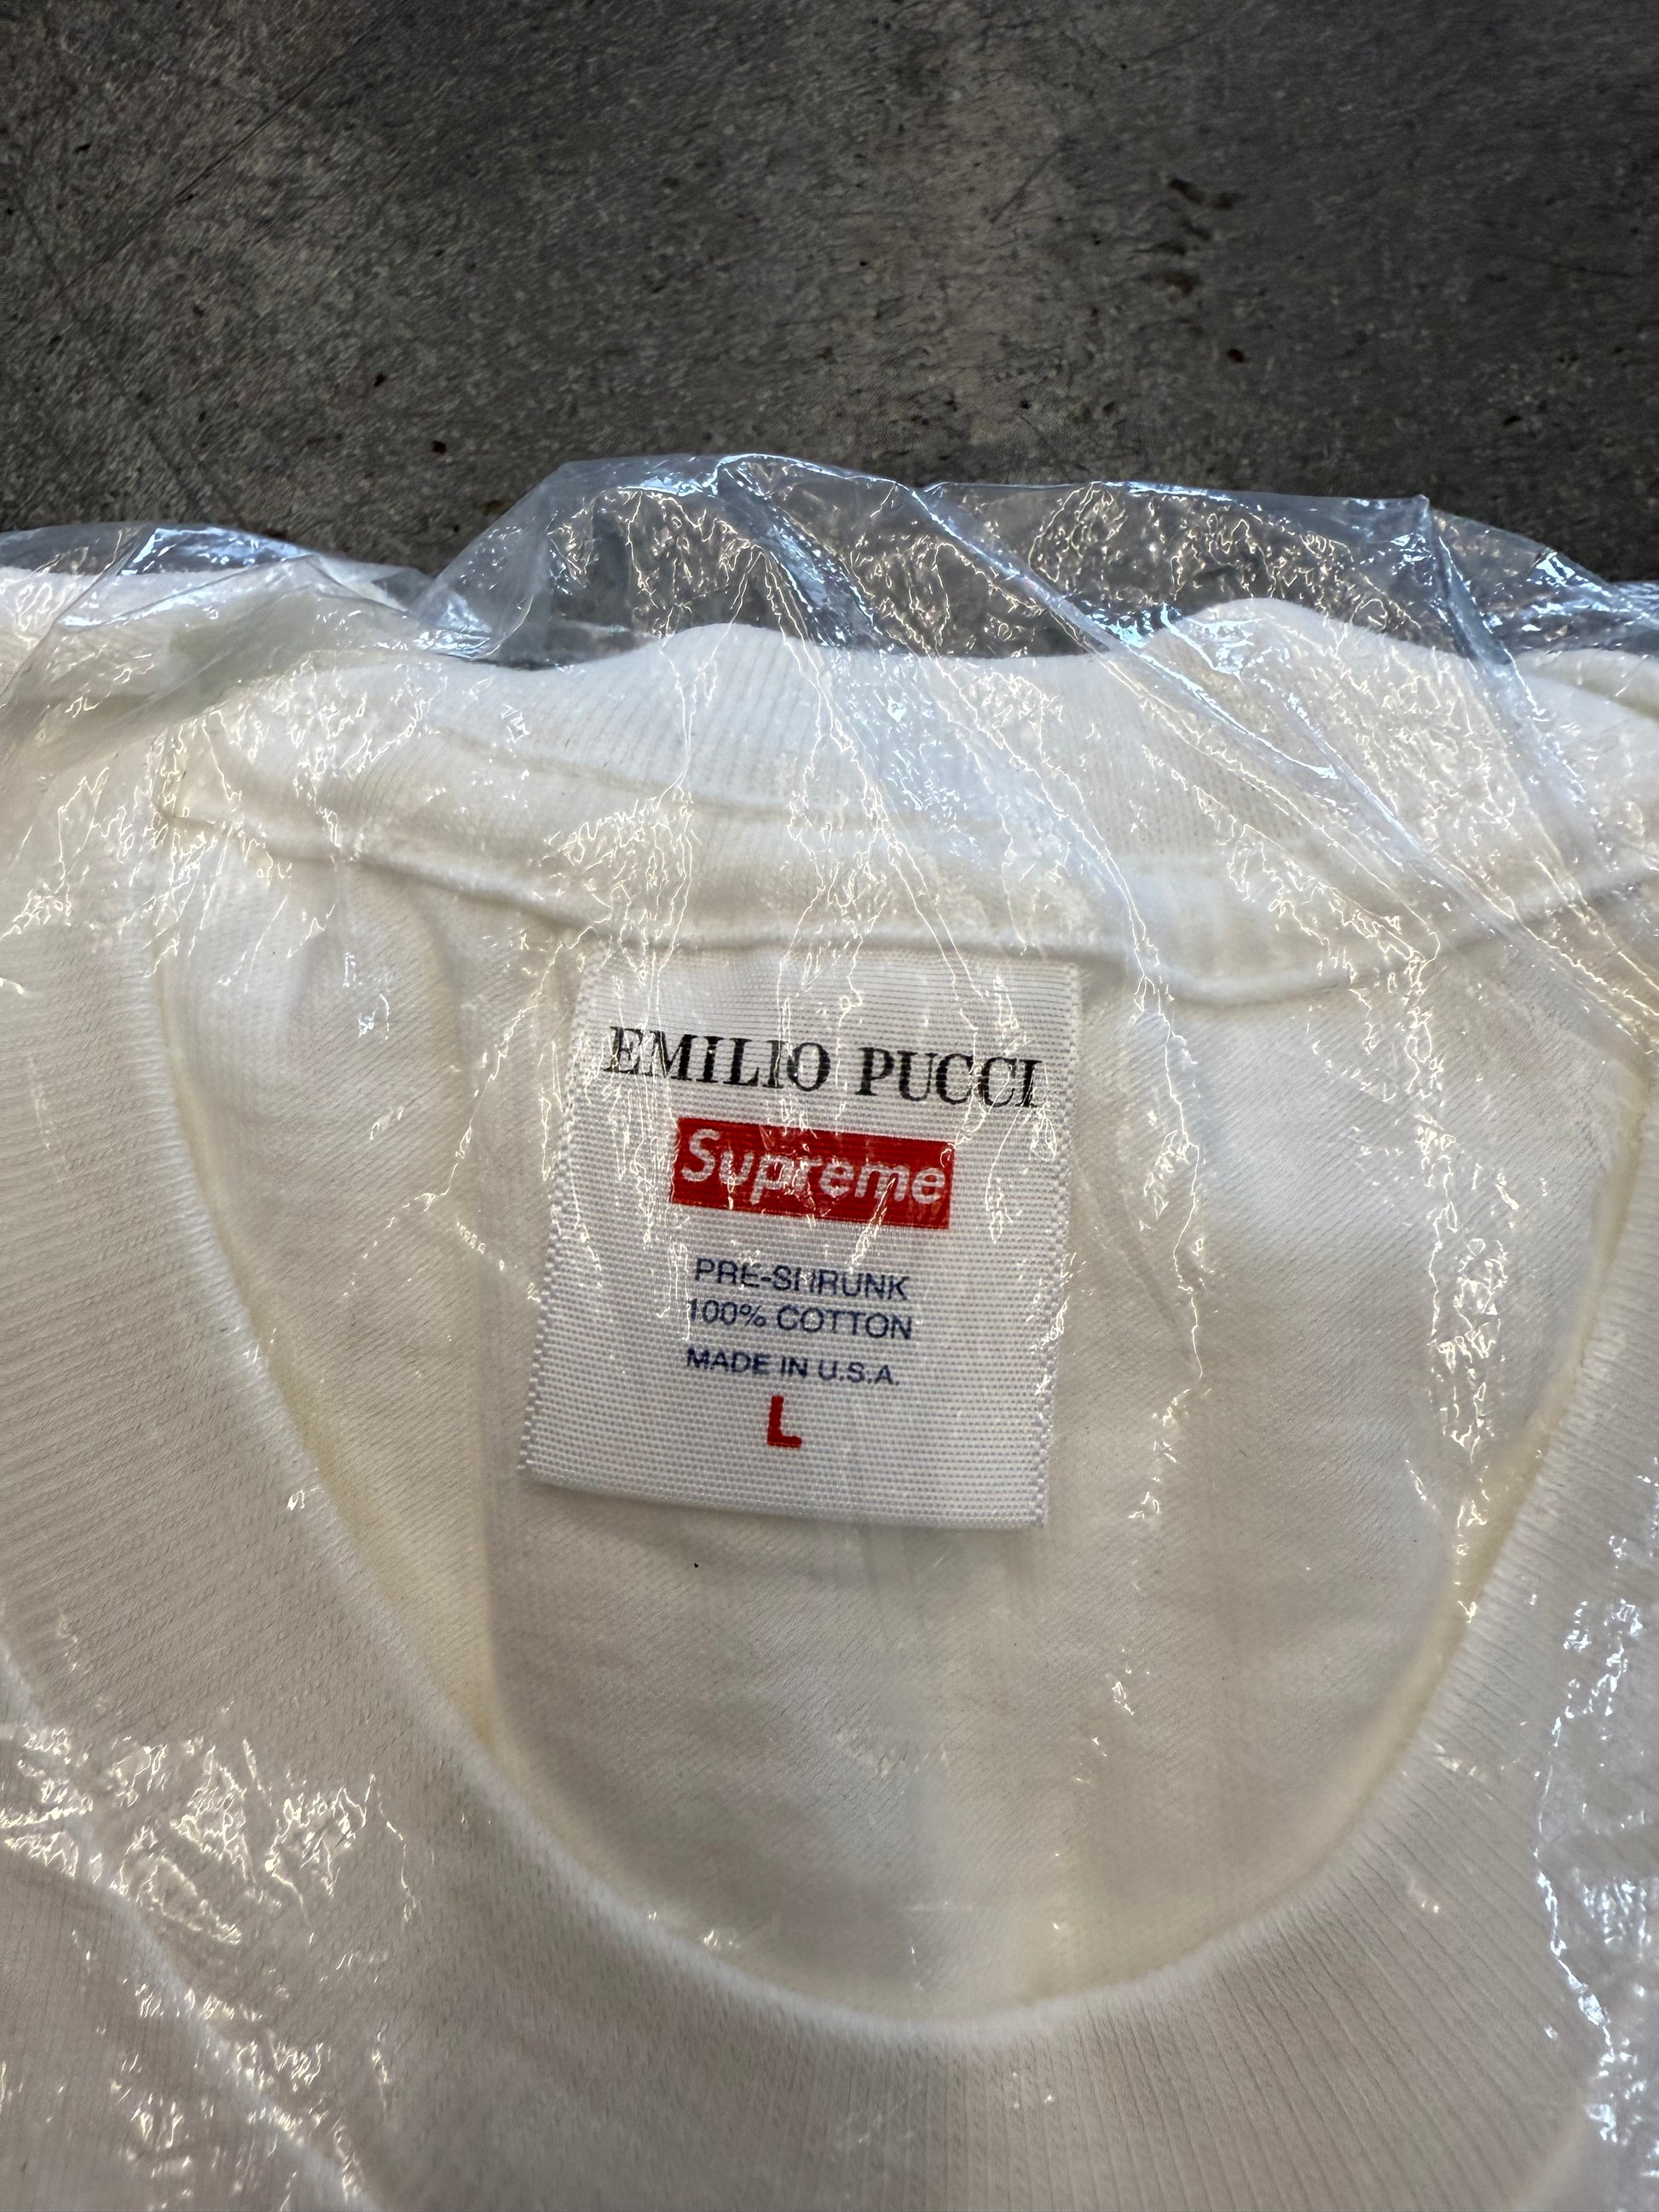 EMILIO PUCCI
Supreme
PRE-SHRUNK
100% COTTON
MADE IN U.S.A.
L